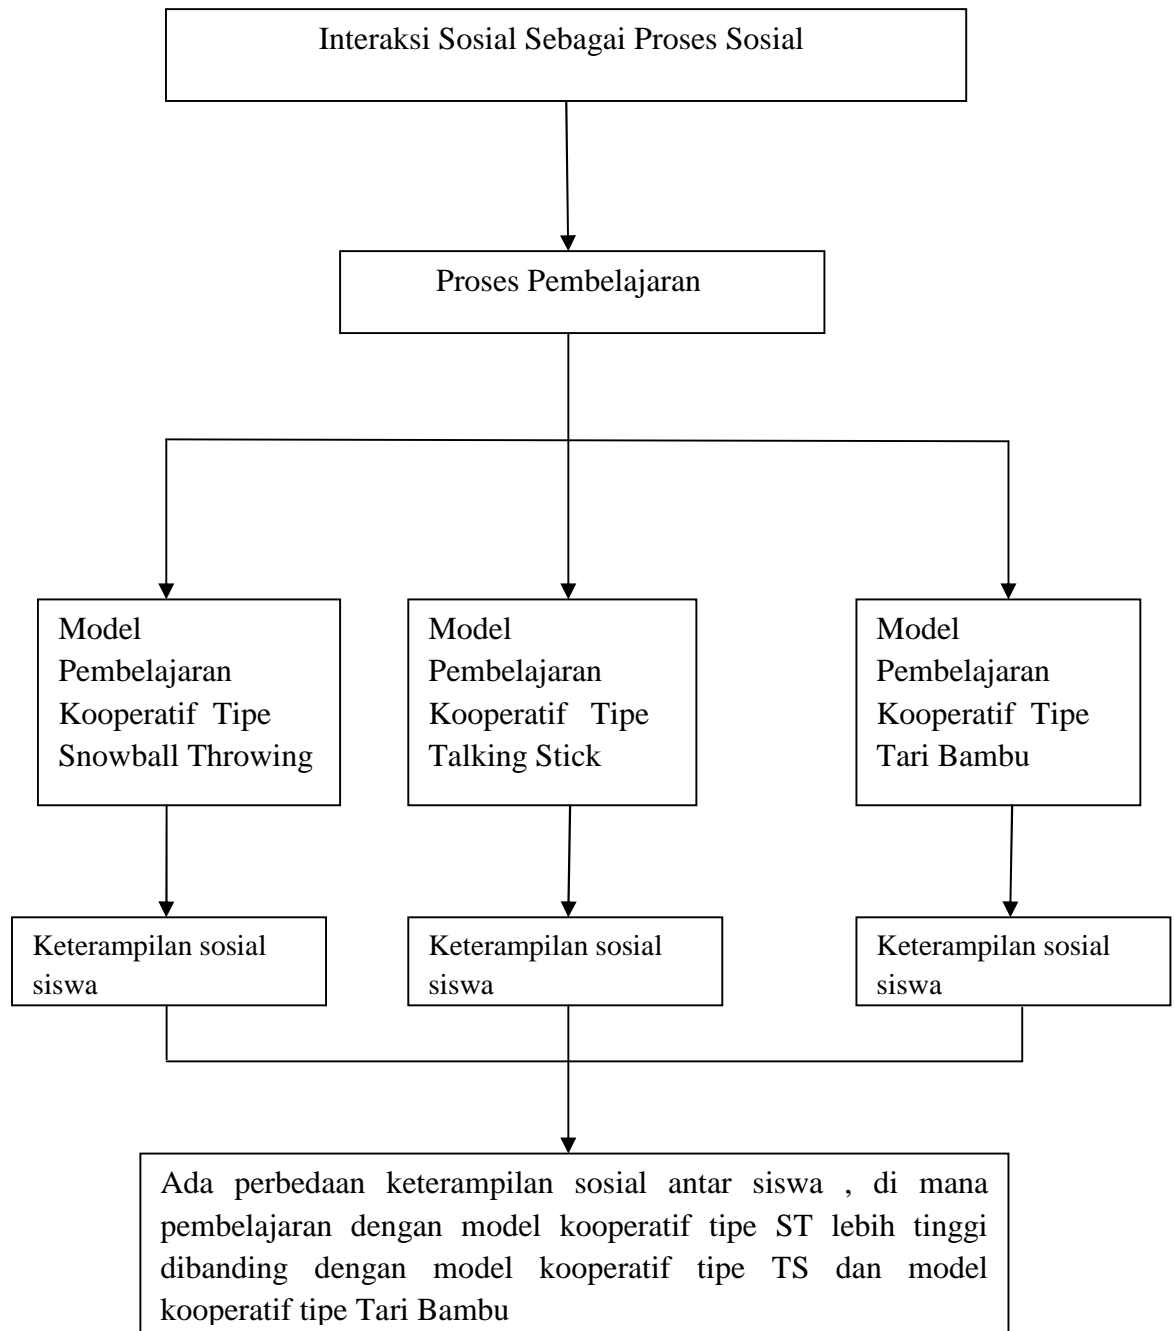 Interaksi Sosial Sebagai Proses Sosial
Proses Pembelajaran
Model
Pembelajaran
Kooperatif Tipe
Snowball Throwing
Model
Pembelajaran
Kooperatif Tipe
Talking Stick
Model
Pembelajaran
Kooperatif Tipe
Tari Bambu
Keterampilan sosial
siswa
Keterampilan sosial
siswa
Keterampilan sosial
siswa
Ada perbedaan keterampilan sosial antar siswa , di mana
pembelajaran dengan model kooperatif tipe ST lebih tinggi
dibanding dengan model kooperatif tipe TS dan model
kooperatif tipe Tari Bambu